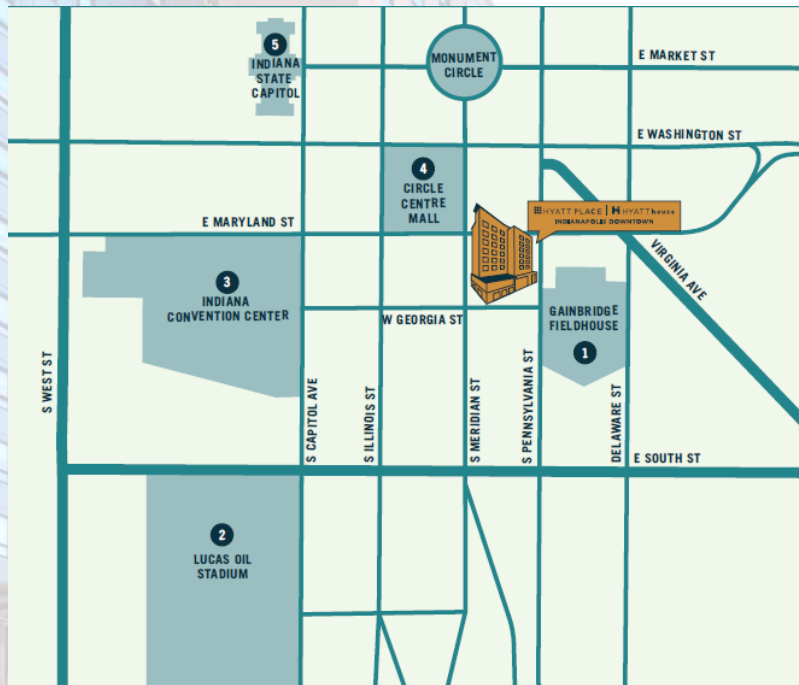 5
INDIANA
STATE
CAPITOL
MONUMENT
CIRCLE
E MARKET ST
E WASHINGTON ST
4
CIRCLE
CENTRE
MALL
E MARYLAND ST
HYATT PLACE | H HYATT house
INDIANAPOLIS DOWNTOWN
VIRGINIA AVE
3
INDIANA
CONVENTION CENTER
W GEORGIA ST
GAINBRIDGE
FIELDHOUSE
1
S WEST ST
S CAPITOL AVE
S ILLINOIS ST
S MERIDIAN ST
S PENNSYLVANIA ST
DELAWARE ST
E SOUTH ST
2
LUCAS OIL
STADIUM